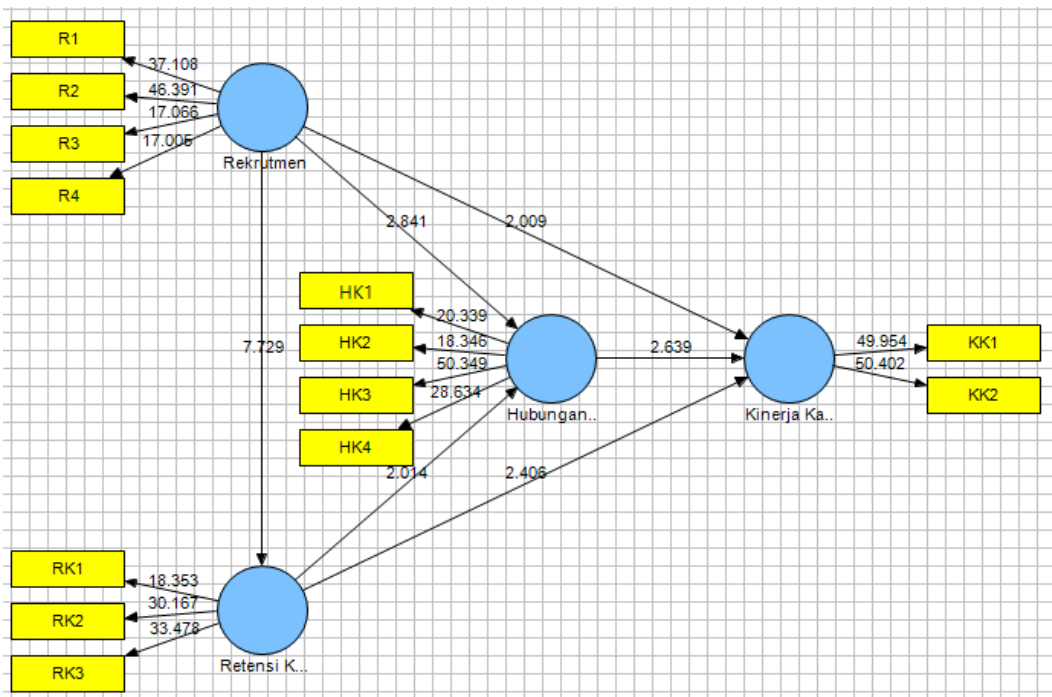 R1
37.108
R2
46.391
17.066
R3
17.005
R4
Rekrutmen
2.841
2.009
HK1
20.339
HK2
18.346
7.729
50.349
HK3
28.634
HK4
2.014
2.639
49.954
KK1
50.402
KK2
Hubungan..
Kinerja Ka..
2.406
RK1
18.353
30.167
RK2
33.478
RK3
Retensi K...